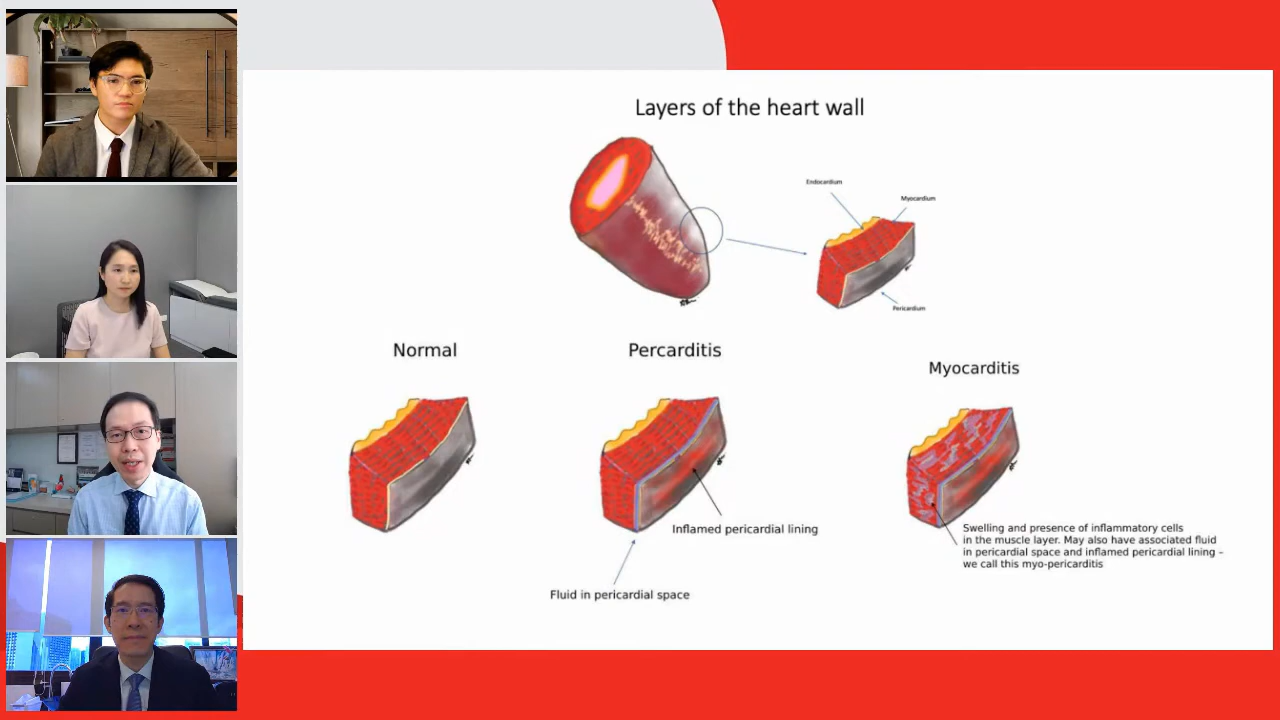 Layers of the heart wall
Endocardium
Myocardium
Pericardium
Normal
Percarditis
Myocarditis
Inflamed pericardial lining
Fluid in pericardial space
Swelling and presence of inflammatory cells
in the muscle layer. May also have associated fluid
in pericardial space and inflamed pericardial lining –
we call this myo-pericarditis